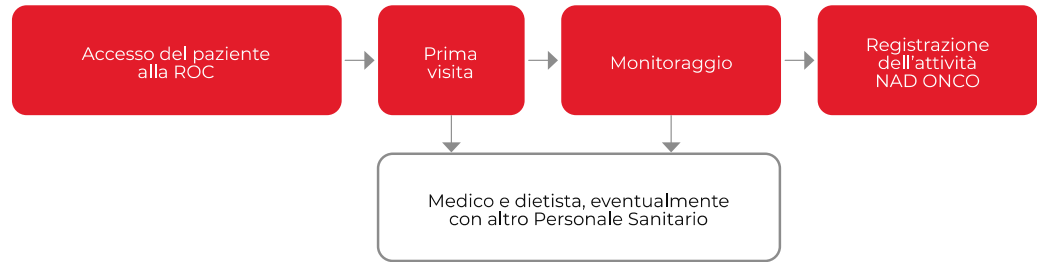 Accesso del paziente
alla ROC
Prima
visita
Monitoraggio
Registrazione
dell'attività
NAD ONCO
Medico e dietista, eventualmente
con altro Personale Sanitario